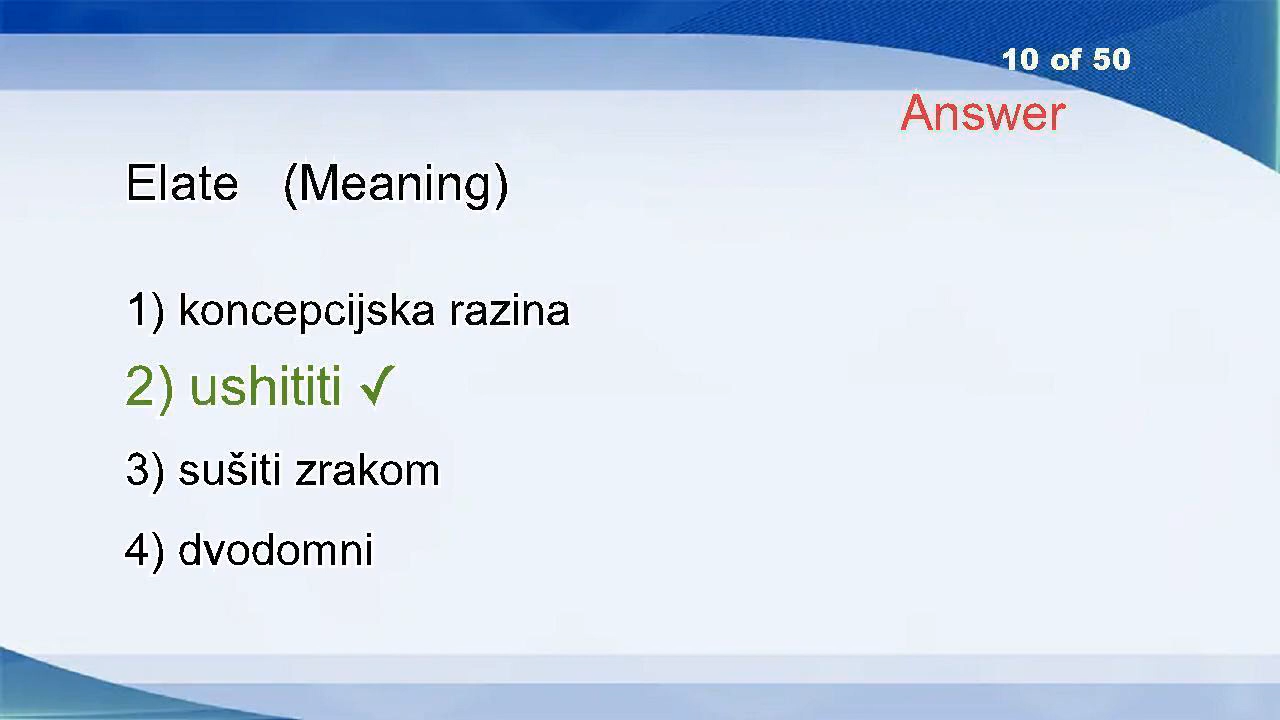 10 of 50
Answer
Elate (Meaning)
1) koncepcijska razina
2) ushititi ✓
3) sušiti zrakom
4) dvodomni